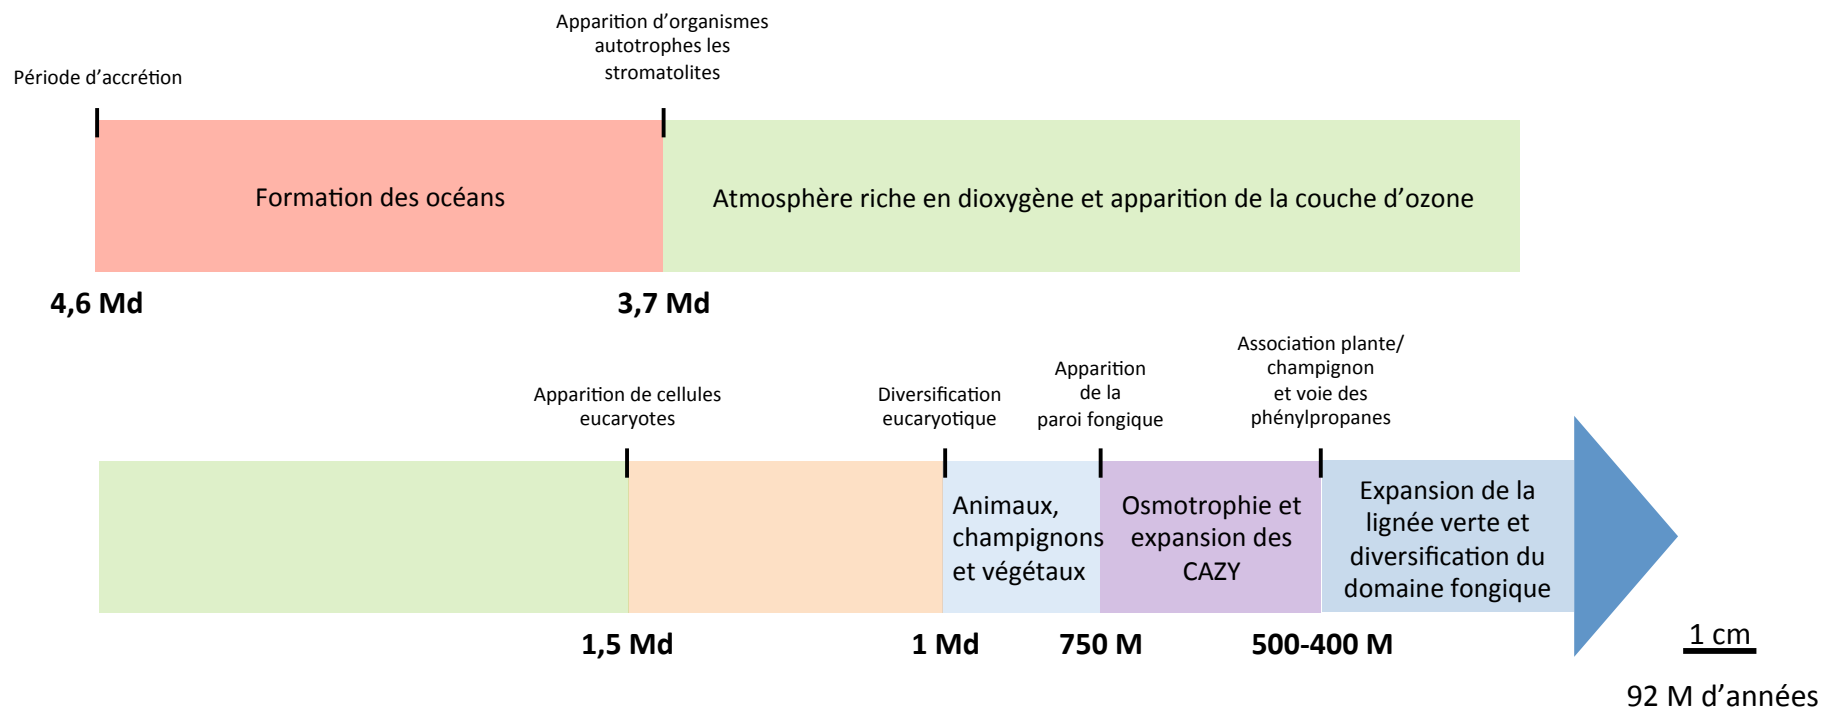 Apparition d’organismes
autotrophes les
stromatolites
Période d’accrétion
Formation des océans
Atmosphère riche en dioxygène et apparition de la couche d’ozone
4,6 Md
3,7 Md
Apparition de cellules
eucaryotes
Diversification
eucaryotique
Apparition
de la
paroi fongique
Association plante/
champignon
et voie des
phénylpropanes
Animaux,
champignons
et végétaux
Osmotrophie et
expansion des
CAZY
Expansion de la
lignée verte et
diversification du
domaine fongique
1,5 Md
1 Md
750 M
500-400 M
1 cm
92 M d’années